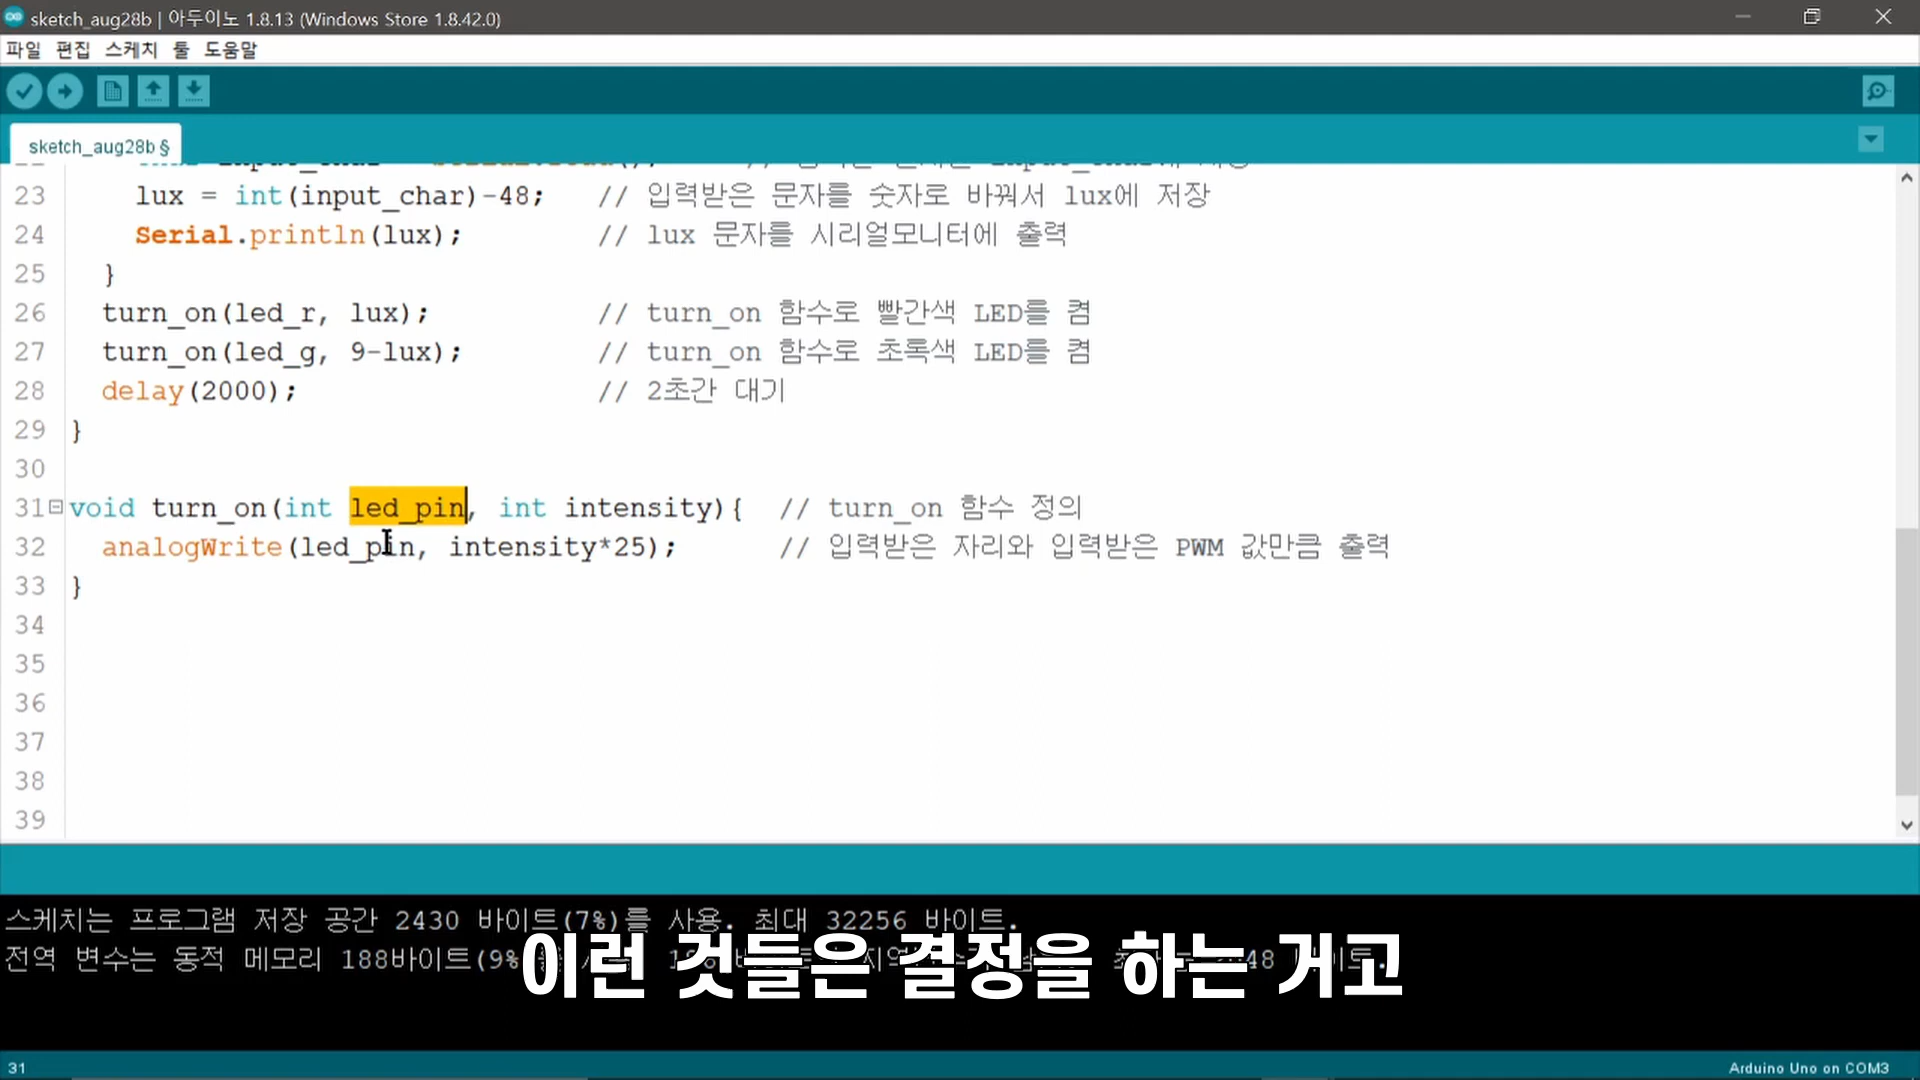 sketch_aug28b | 아두이노 1.8.13 (Windows Store 1.8.42.0)
파일 편집 스케치 툴 도움말
sketch_aug28b §
23 lux = int(input_char)-48; // 입력받은 문자를 숫자로 바꿔서 lux에 저장
24 Serial.println(lux); // lux 문자를 시리얼모니터에 출력
25 }
26 turn_on(led_r, lux); // turn_on 함수로 빨간색 LED를 켬
27 turn_on(led_g, 9-lux); // turn_on 함수로 초록색 LED를 켬
28 delay(2000); // 2초간 대기
29 }
30
31 void turn_on(int led_pin, int intensity){ // turn_on 함수 정의
32 analogWrite(led_pin, intensity*25); // 입력받은 자리와 입력받은 PWM 값만큼 출력
33 }
34
35
36
37
38
39
스케치는 프로그램 저장 공간 2430 바이트(7%)를 사용. 최대 32256 바이트.
전역 변수는 동적 메모리 188바이트(9%
이런 것들은 결정을 하는 거고
31
Arduino Uno on COM3